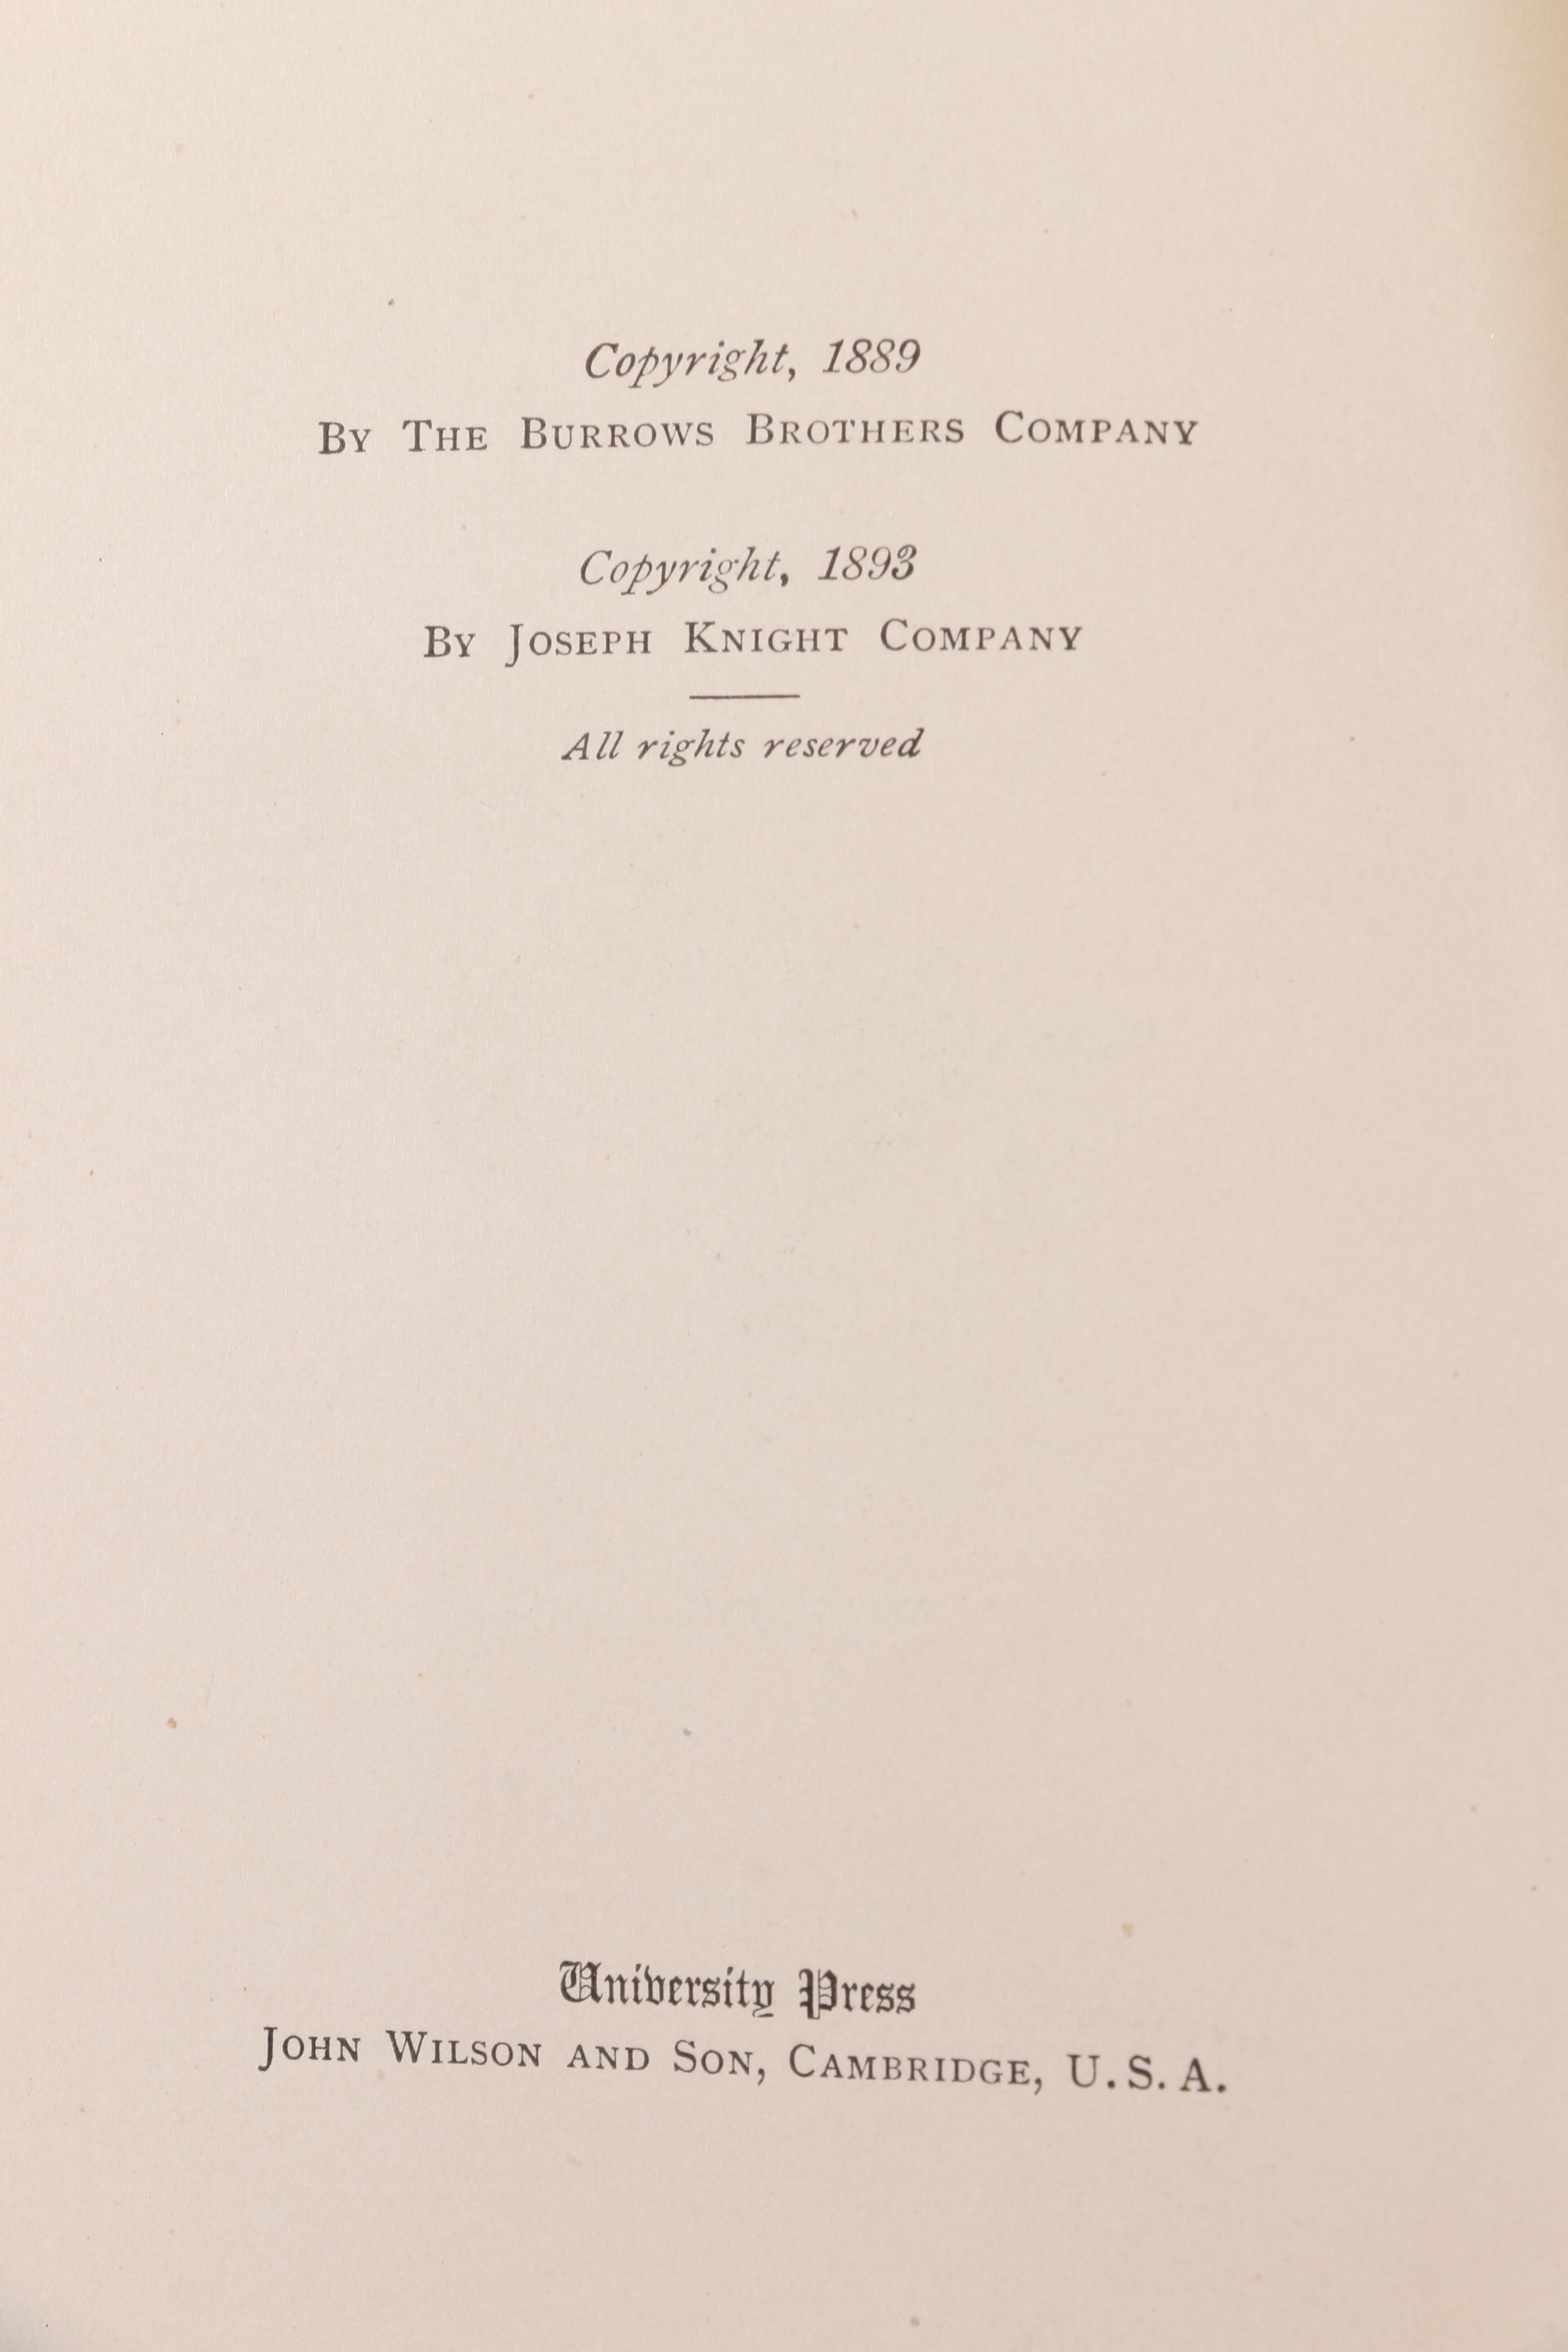 Copyright, 1889
By The Burrows Brothers Company
Copyright, 1893
By Joseph Knight Company
All rights reserved
University Press
John Wilson and Son, Cambridge, U.S.A.